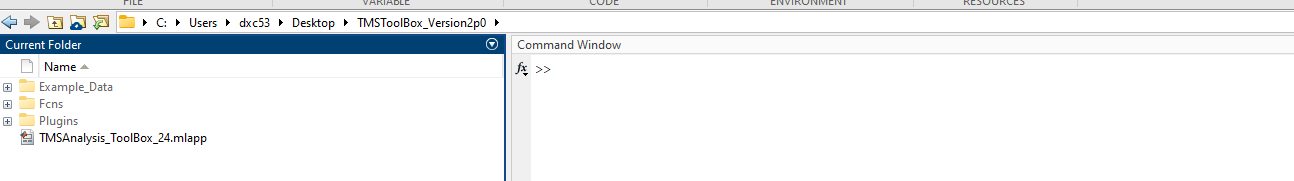 FILE VARIABLE CODE ENVIRONMENT RESOURCES
C: Users dxc53 Desktop TMSToolBox_Version2p0
Current Folder
Command Window
Name
fx >>
Example_Data
Fcns
Plugins
TMSAnalysis_ToolBox_24.mlapp